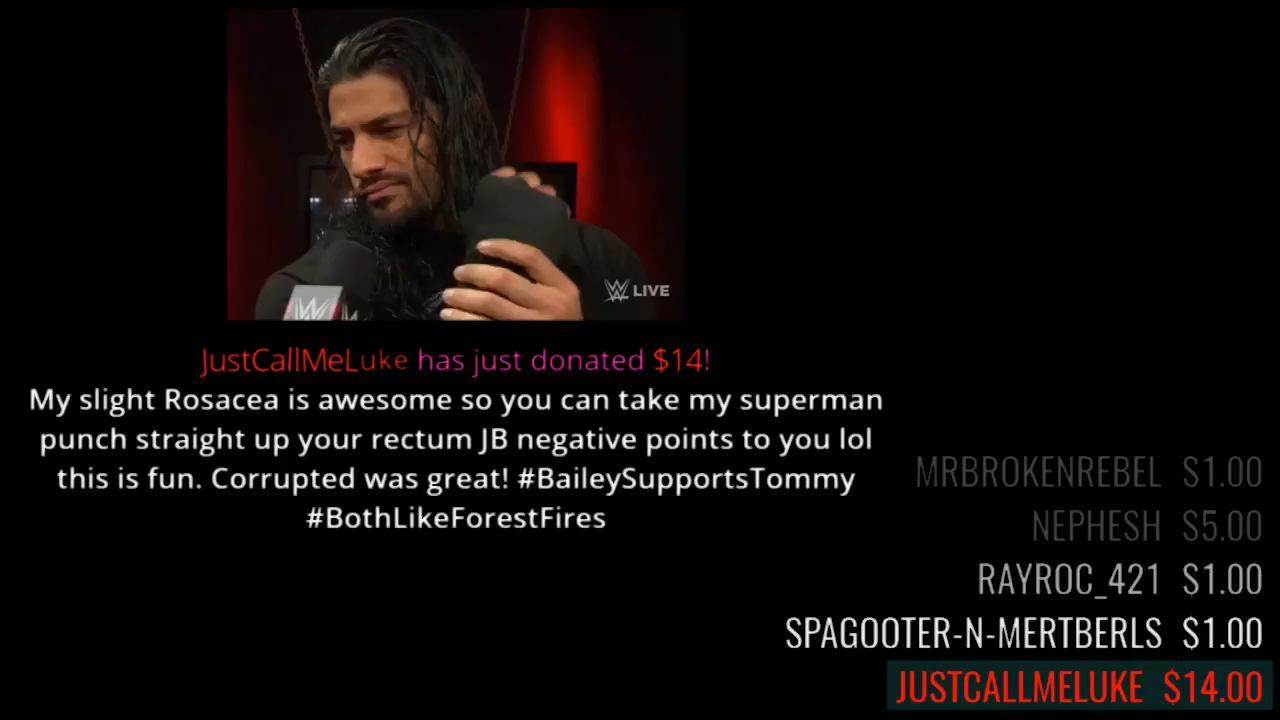 W LIVE
JustCallMeLuke has just donated $14!
My slight Rosacea is awesome so you can take my superman
punch straight up your rectum JB negative points to you lol
this is fun. Corrupted was great! #BaileySupportsTommy
#BothLikeForestFires
MRBROKENREBEL $1.00
NEPHESH $5.00
RAYROC_421 $1.00
SPAGOOTER-N-MERTBERLS $1.00
JUSTCALLMELUKE $14.00